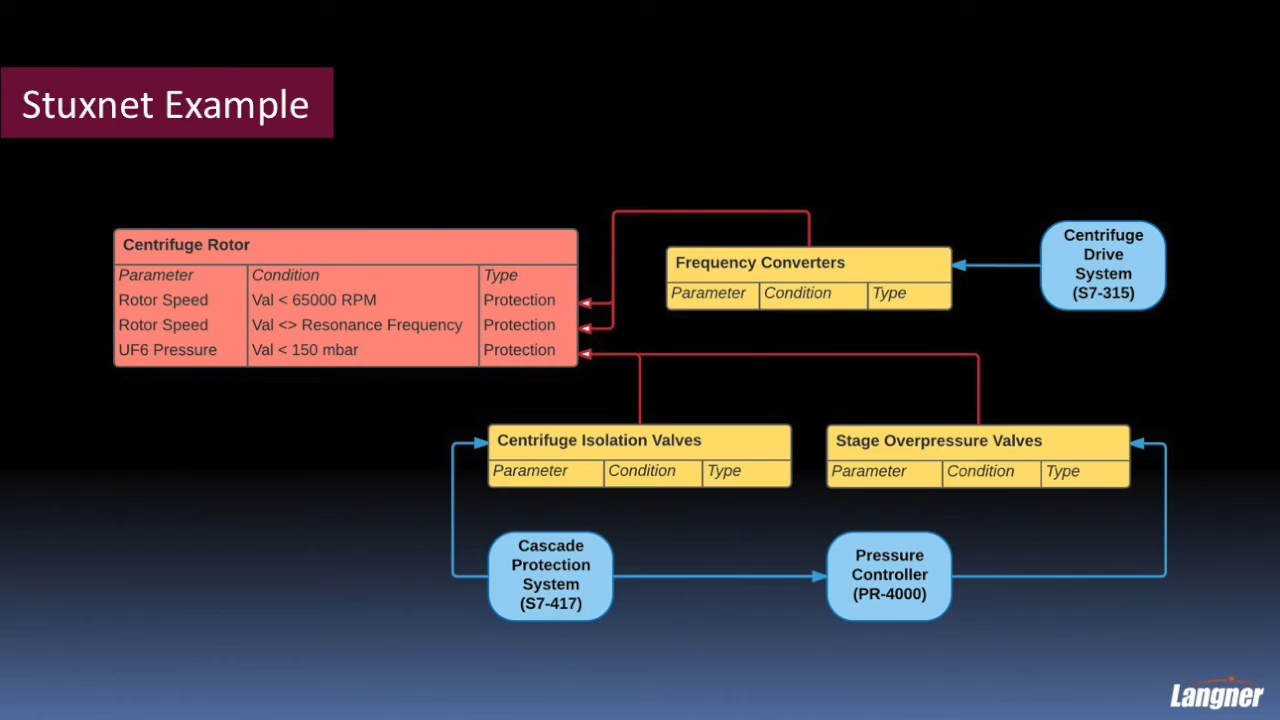 Stuxnet Example
Centrifuge Rotor
Parameter Condition Type
Rotor Speed Val < 65000 RPM Protection
Rotor Speed Val <> Resonance Frequency Protection
UF6 Pressure Val < 150 mbar Protection
Frequency Converters
Parameter Condition Type
Centrifuge
Drive
System
(S7-315)
Centrifuge Isolation Valves
Parameter Condition Type
Stage Overpressure Valves
Parameter Condition Type
Cascade
Protection
System
(S7-417)
Pressure
Controller
(PR-4000)
Langner